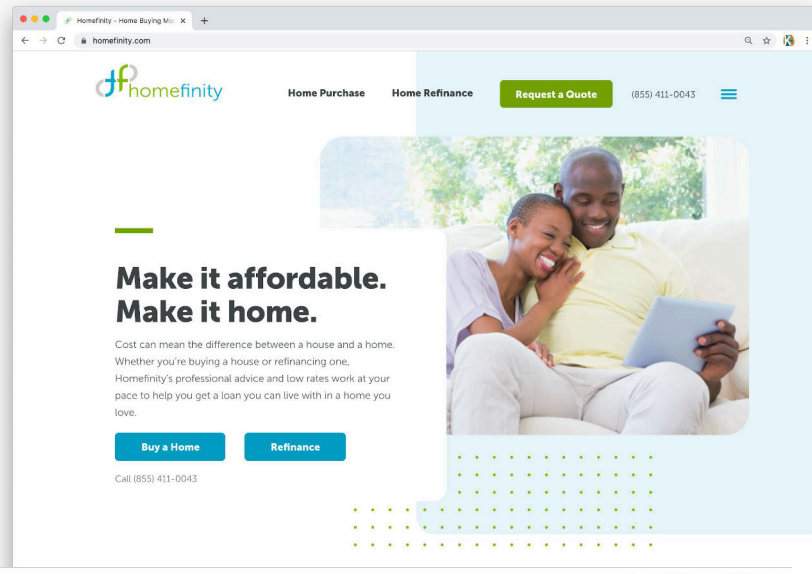 Homefinity - Home Buying Mo
homefinity.com
homefinity
Home Purchase
Home Refinance
Request a Quote
(855) 411-0043
Make it affordable.
Make it home.
Cost can mean the difference between a house and a home.
Whether you're buying a house or refinancing one,
Homefinity's professional advice and low rates work at your
pace to help you get a loan you can live with in a home you
love.
Buy a Home
Refinance
Call (855) 411-0043